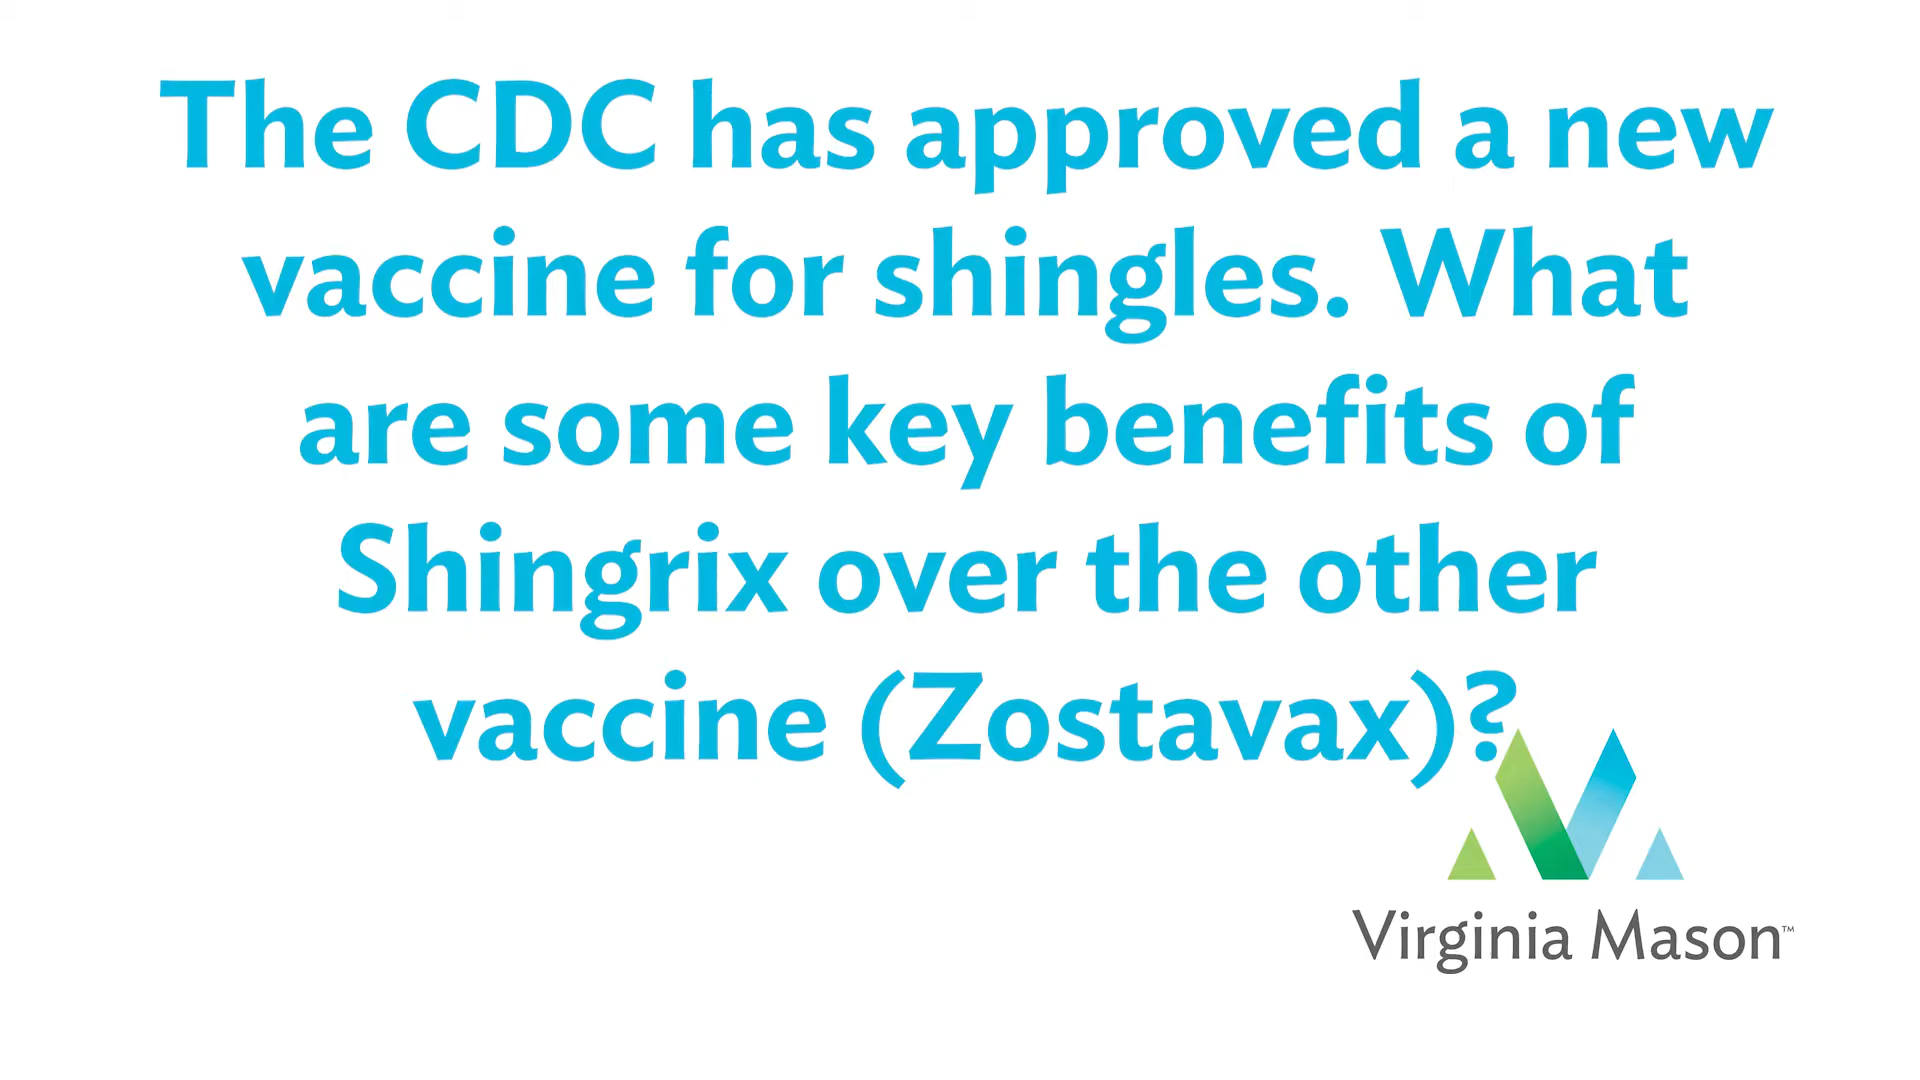 The CDC has approved a new
vaccine for shingles. What
are some key benefits of
Shingrix over the other
vaccine (Zostavax)?
Virginia Mason™